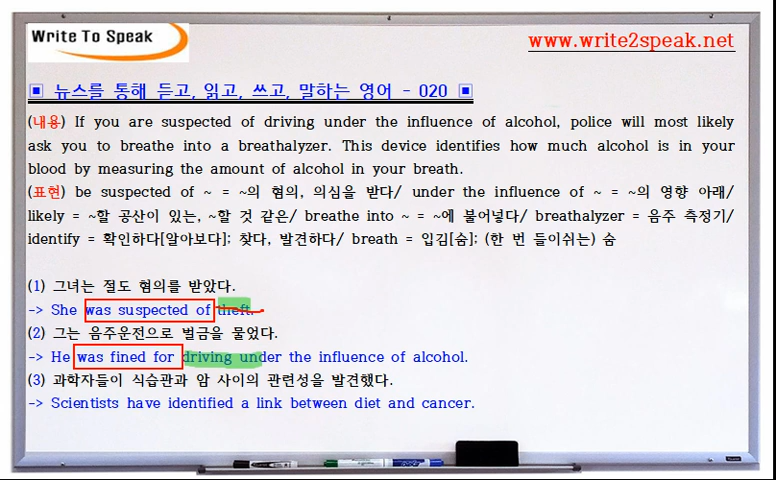 Write To Speak
www.write2speak.net
▣ 뉴스를 통해 듣고, 읽고, 쓰고, 말하는 영어 - 020 ▣
(내용) If you are suspected of driving under the influence of alcohol, police will most likely
ask you to breathe into a breathalyzer. This device identifies how much alcohol is in your
blood by measuring the amount of alcohol in your breath.
(표현) be suspected of ~ = ~의 혐의, 의심을 받다/ under the influence of ~ = ~의 영향 아래/
likely = ~할 공산이 있는, ~할 것 같은/ breathe into ~ = ~에 불어넣다/ breathalyzer = 음주 측정기/
identify = 확인하다[알아보다]; 찾다, 발견하다/ breath = 입김[숨]; (한 번 들이쉬는) 숨
(1) 그녀는 절도 혐의를 받았다.
-> She was suspected of theft.
(2) 그는 음주운전으로 벌금을 물었다.
-> He was fined for driving under the influence of alcohol.
(3) 과학자들이 식습관과 암 사이의 관련성을 발견했다.
-> Scientists have identified a link between diet and cancer.